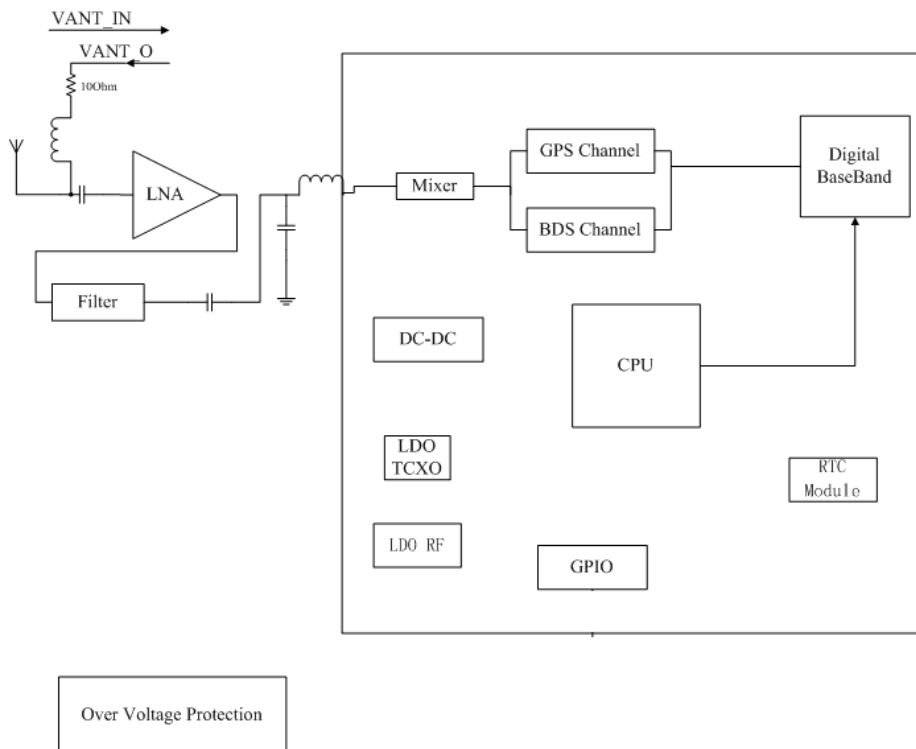 VANT_IN
VANT_O
10Ohm
LNA
Filter
Mixer
GPS Channel
BDS Channel
Digital
BaseBand
DC-DC
CPU
LDO
TCXO
RTC
Module
LDO RF
GPIO
Over Voltage Protection